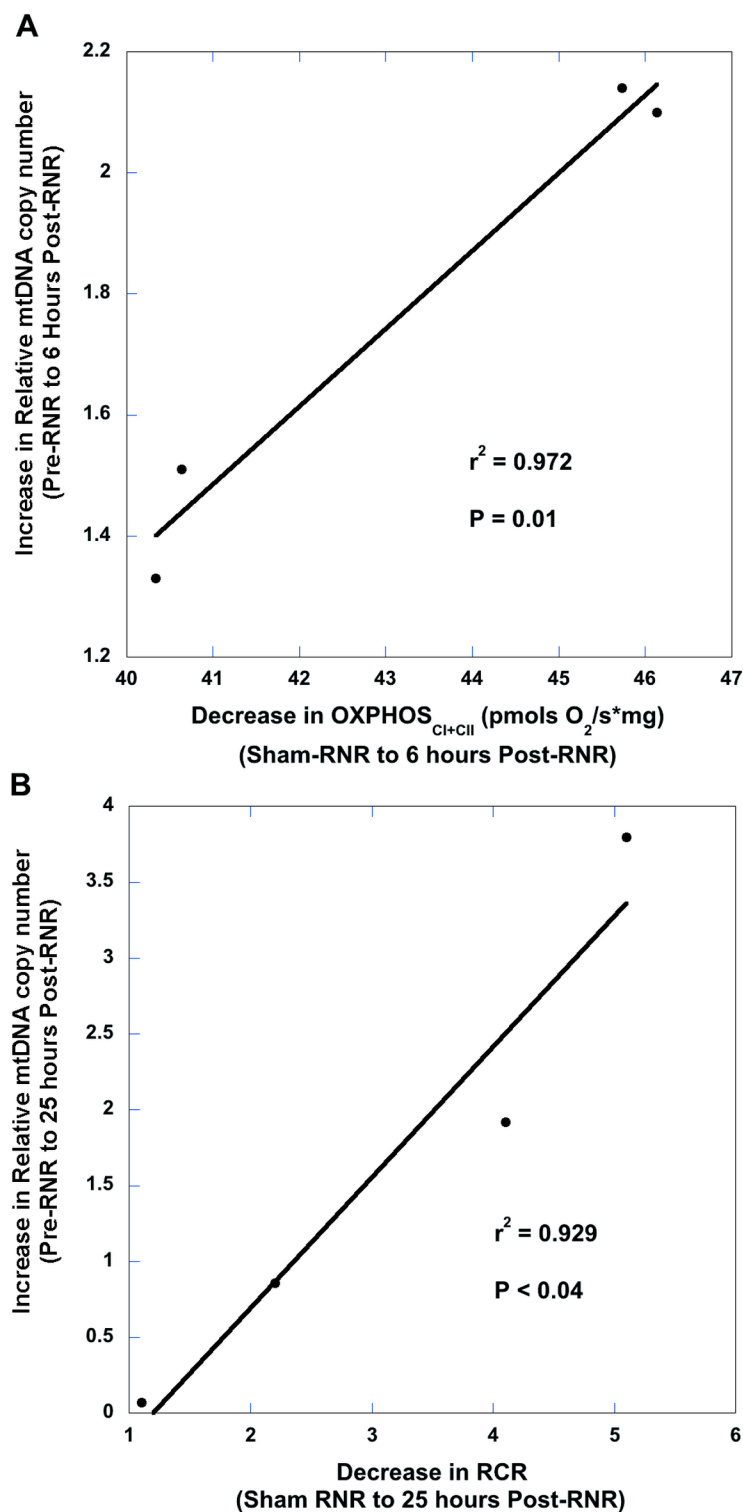 A
2.2
2
1.8
1.6
1.4
1.2
Increase in Relative mtDNA copy number
(Pre-RNR to 6 Hours Post-RNR)
r² = 0.972
P = 0.01
40 41 42 43 44 45 46 47
Decrease in OXPHOS_CI+CII (pmols O₂/s*mg)
(Sham-RNR to 6 hours Post-RNR)
B
4
3.5
3
2.5
2
1.5
1
0.5
0
Increase in Relative mtDNA copy number
(Pre-RNR to 25 hours Post-RNR)
r² = 0.929
P < 0.04
1 2 3 4 5 6
Decrease in RCR
(Sham RNR to 25 hours Post-RNR)